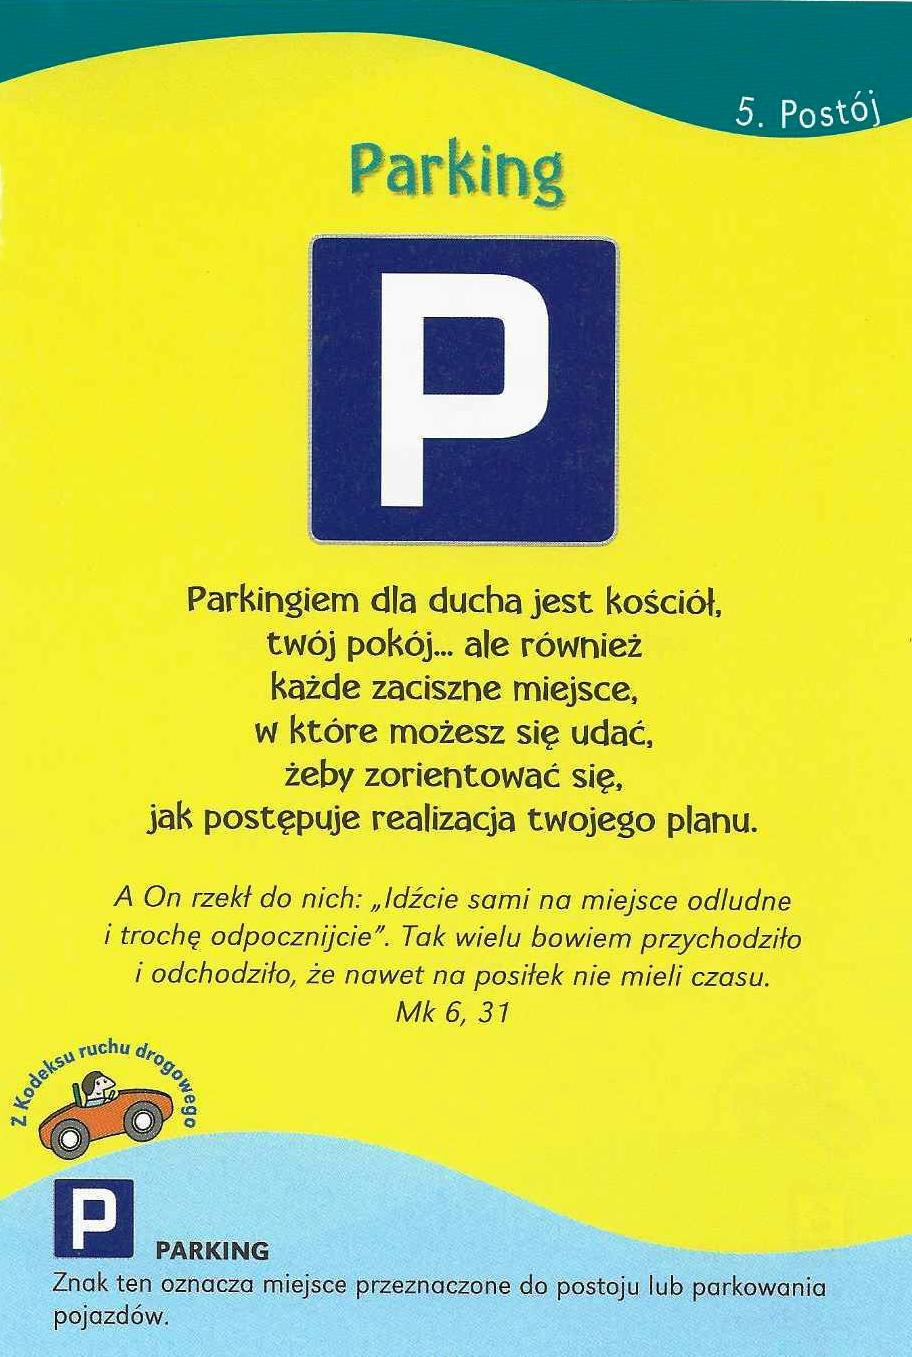 5. Postój
Parking
P
Parkingiem dla ducha jest kościół,
twój pokój... ale również
każde zaciszne miejsce,
w które możesz się udać,
żeby zorientować się,
jak postępuje realizacja twojego planu.
A On rzekł do nich: „Idźcie sami na miejsce odludne
i trochę odpocznijcie”. Tak wielu bowiem przychodziło
i odchodziło, że nawet na posiłek nie mieli czasu.
Mk 6, 31
Z Kodeksu ruchu drogowego
P
PARKING
Znak ten oznacza miejsce przeznaczone do postoju lub parkowania
pojazdów.